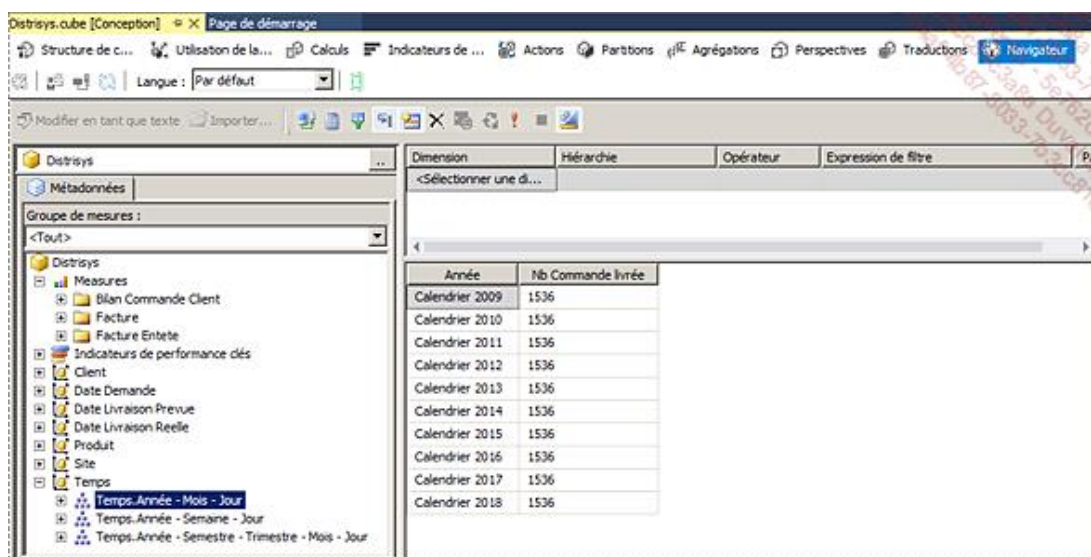 Distrisys.cube [Conception] Page de démarrage
Structure de c... Utilisation de la... Calculs Indicateurs de ... Actions Partitions Agrégations Perspectives Traductions Navigateur
Langue : Par défaut
Modifier en tant que texte Importer...
Distrisys ..
Métadonnées
Groupe de mesures :
<Tout>
Distrisys
Measures
Bilan Commande Client
Facture
Facture Entete
Indicateurs de performance clés
Client
Date Demande
Date Livraison Prevue
Date Livraison Reelle
Produit
Site
Temps
Temps.Année - Mois - Jour
Temps.Année - Semaine - Jour
Temps.Année - Semestre - Trimestre - Mois - Jour
Dimension Hiérarchie Opérateur Expression de filtre
<Sélectionner une di...
Année Nb Commande livrée
Calendrier 2009 1536
Calendrier 2010 1536
Calendrier 2011 1536
Calendrier 2012 1536
Calendrier 2013 1536
Calendrier 2014 1536
Calendrier 2015 1536
Calendrier 2016 1536
Calendrier 2017 1536
Calendrier 2018 1536